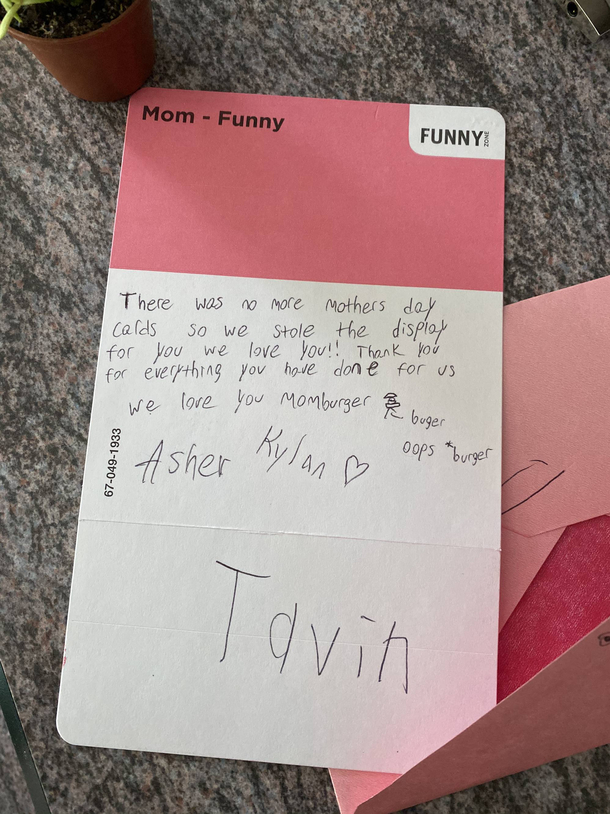 Mom - Funny
FUNNY ZONE
There was no more mothers day
cards so we stole the display
for you we love you!! Thank you
for everything you have done for us
we love you momburger
buger
oops *burger
67-049-1933
Asher Kylan ♡
Tavin